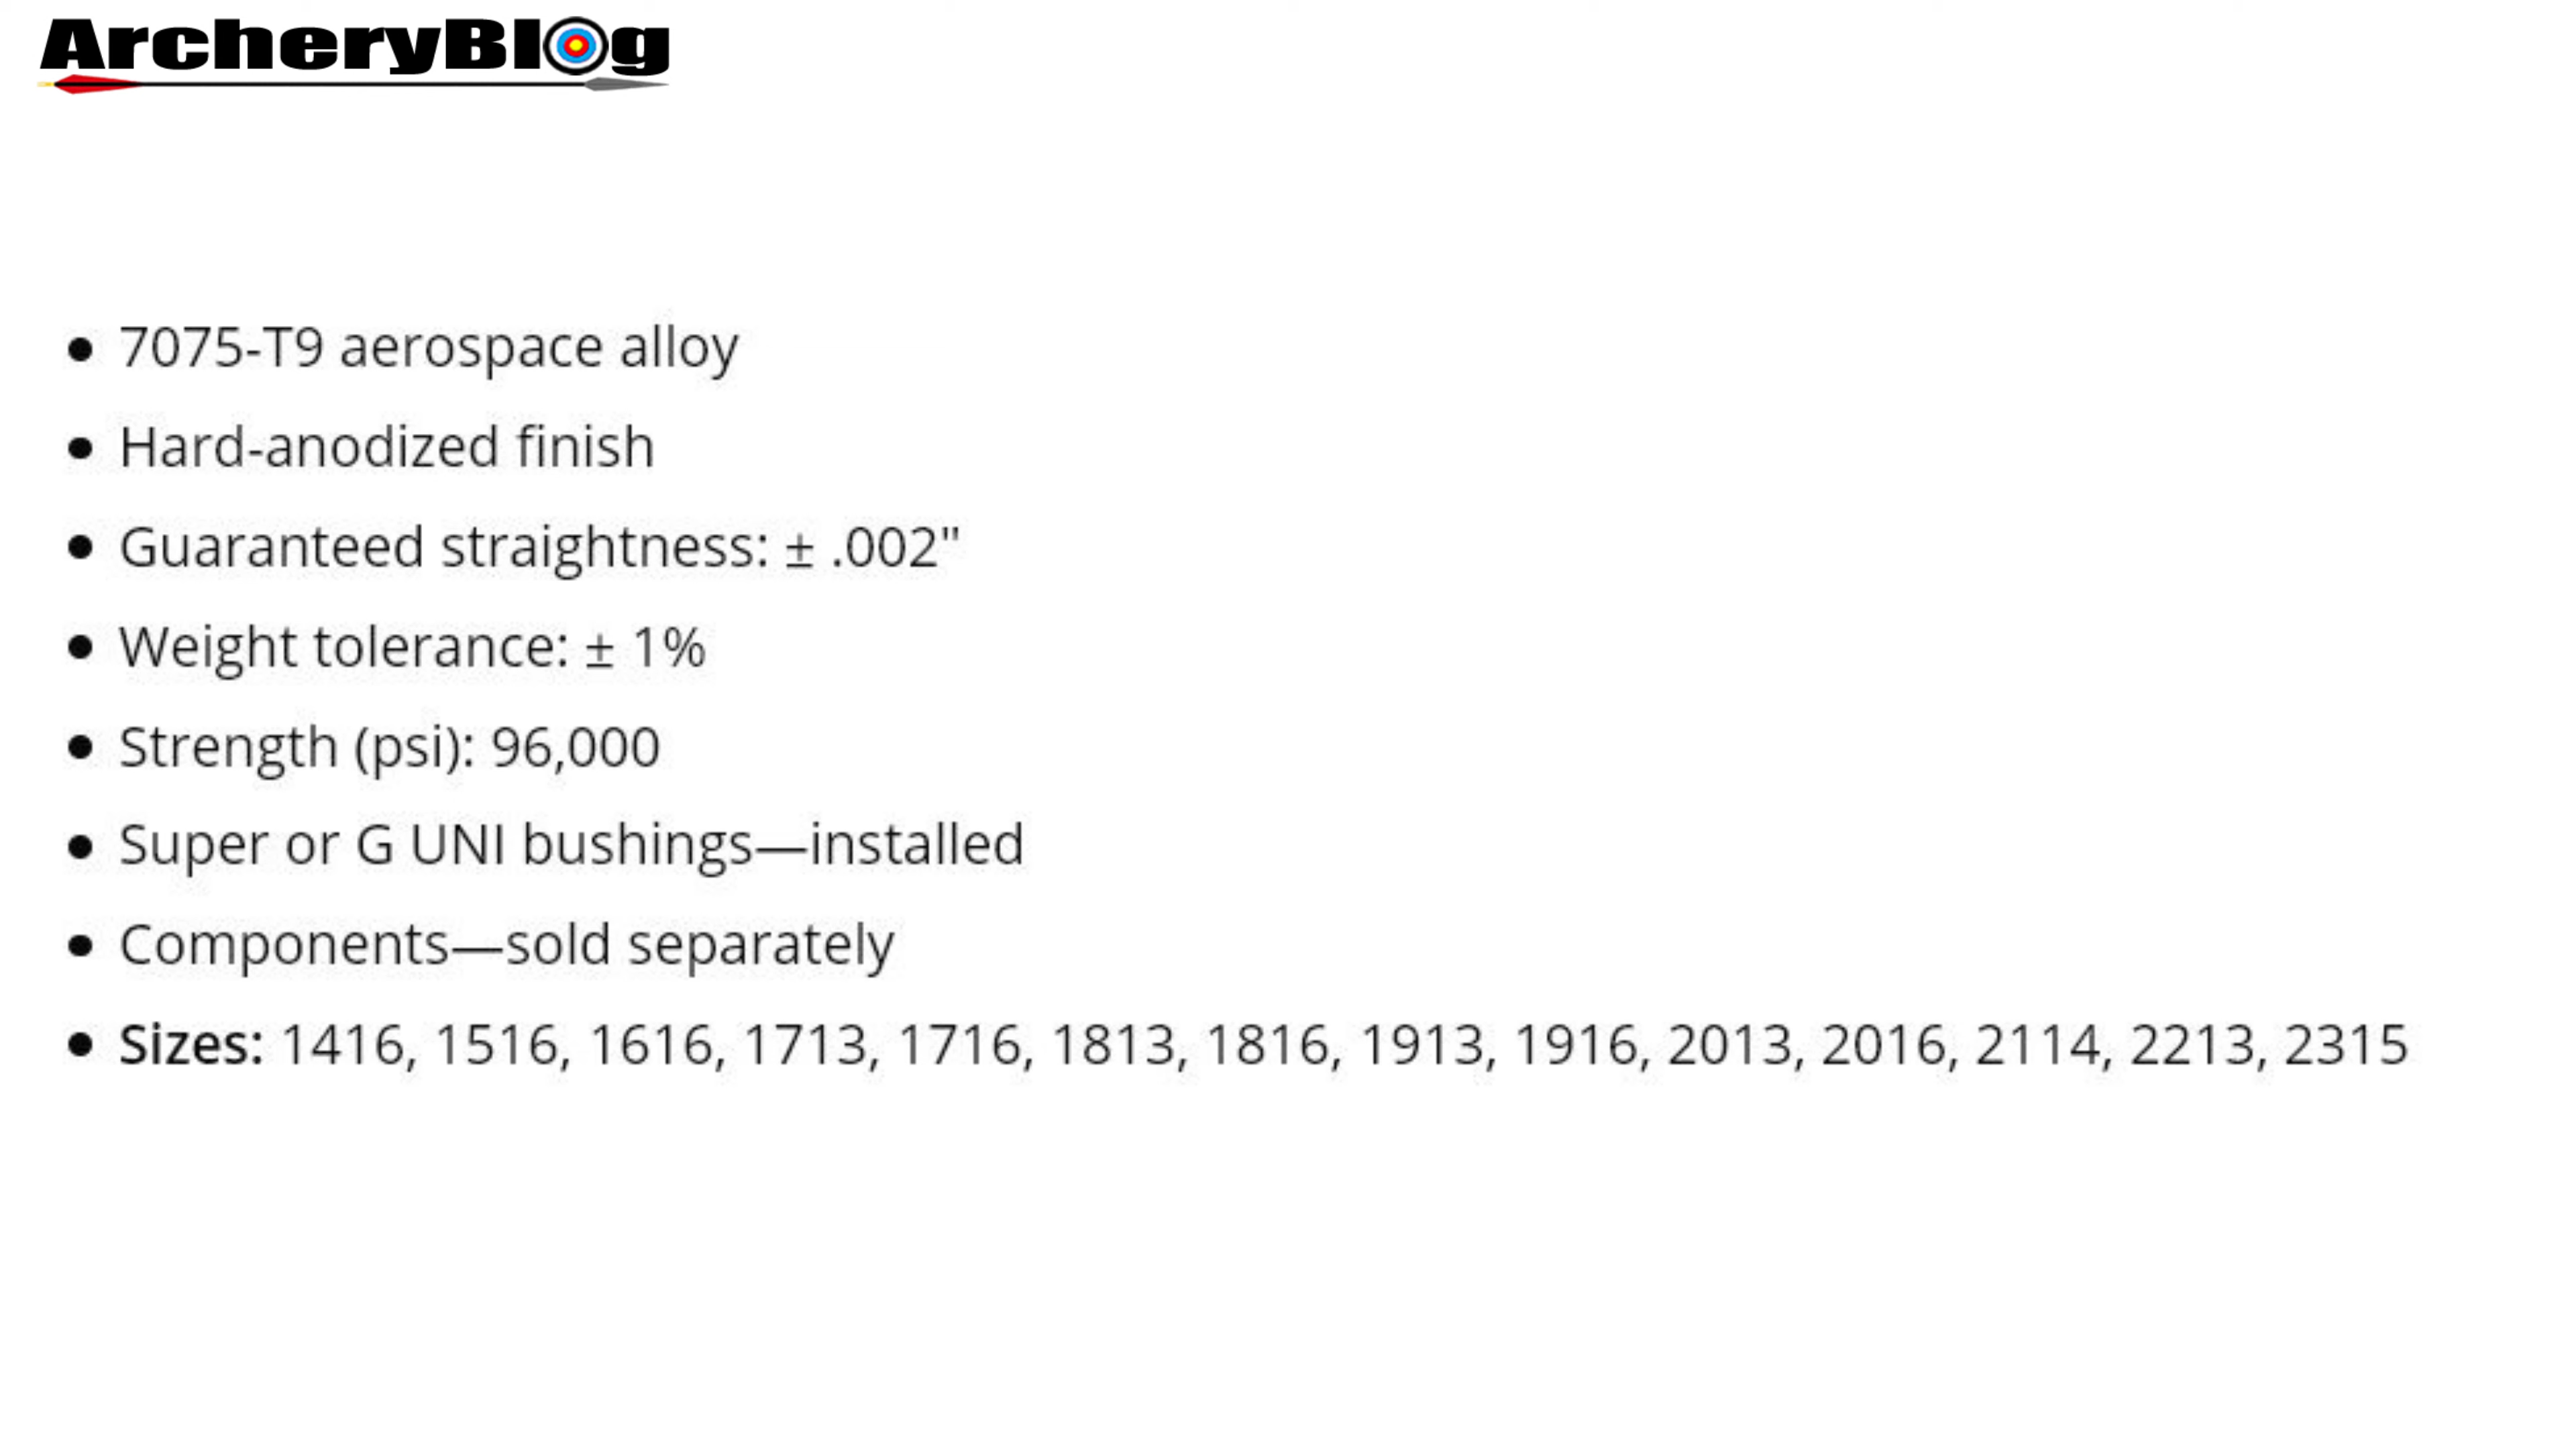 ArcheryBlog
• 7075-T9 aerospace alloy
• Hard-anodized finish
• Guaranteed straightness: ± .002"
• Weight tolerance: ± 1%
• Strength (psi): 96,000
• Super or G UNI bushings—installed
• Components—sold separately
• Sizes: 1416, 1516, 1616, 1713, 1716, 1813, 1816, 1913, 1916, 2013, 2016, 2114, 2213, 2315